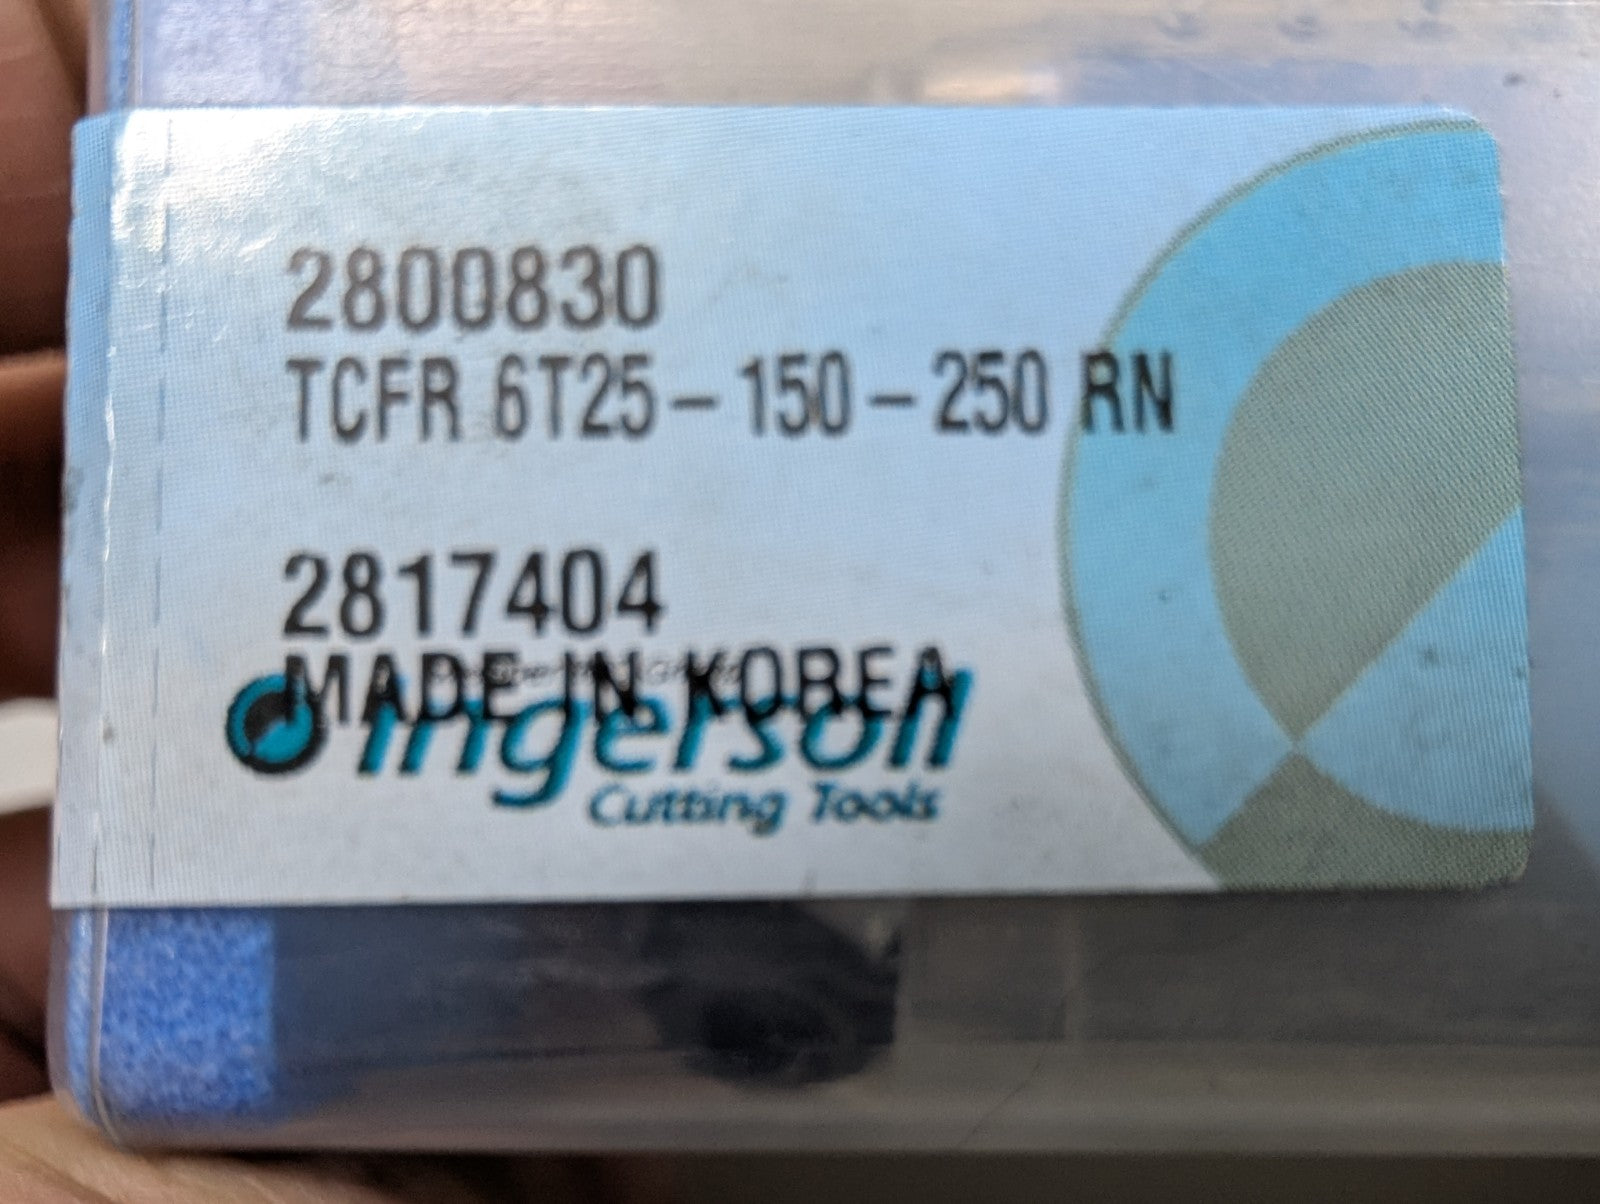 2800830
TCFR 6T25-150-250 RN
2817404
MADE IN KOREA
ingersoll
Cutting Tools